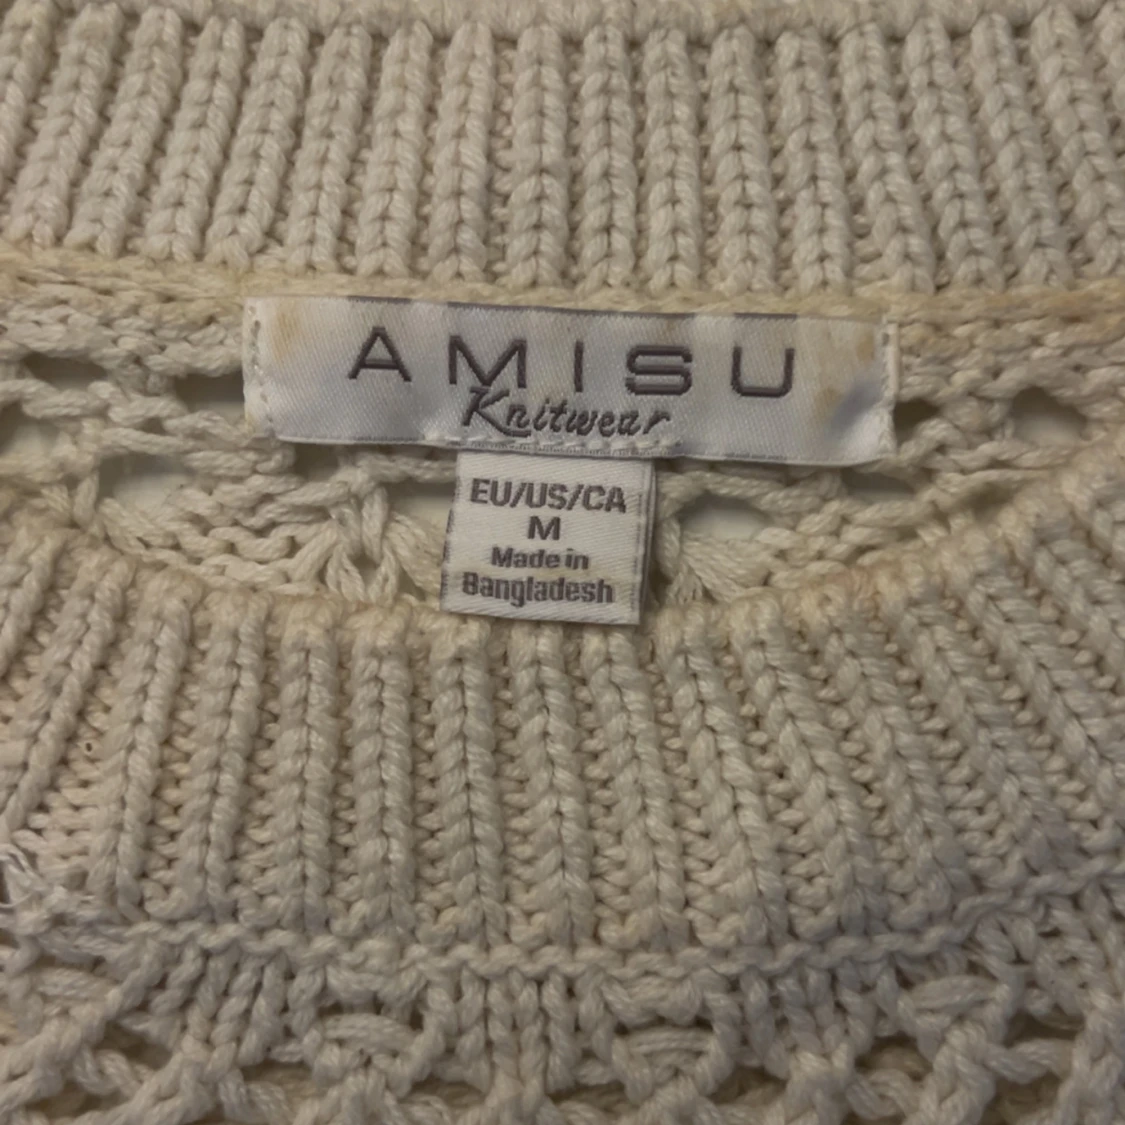 AMISU
Knitwear
EU/US/CA
M
Made in
Bangladesh